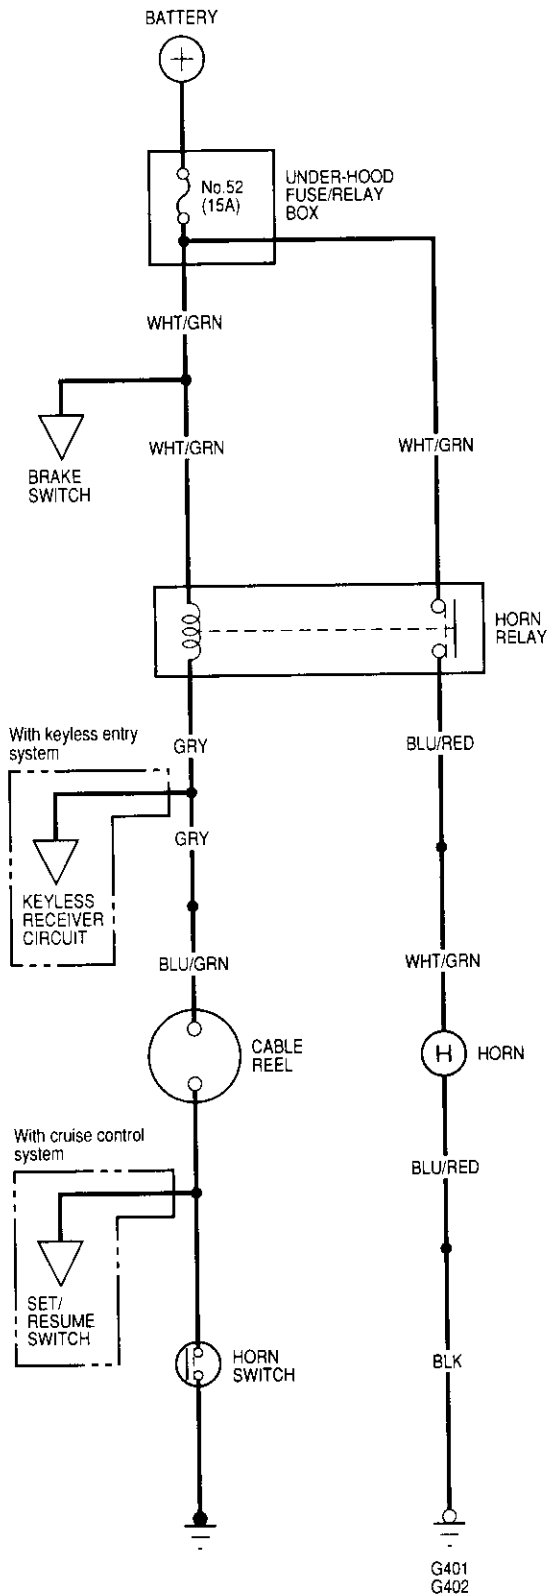 BATTERY
No.52
(15A)
UNDER-HOOD
FUSE/RELAY
BOX
WHT/GRN
WHT/GRN
WHT/GRN
BRAKE
SWITCH
HORN
RELAY
With keyless entry
system
GRY
BLU/RED
GRY
KEYLESS
RECEIVER
CIRCUIT
BLU/GRN
WHT/GRN
CABLE
REEL
H
HORN
With cruise control
system
BLU/RED
SET/
RESUME
SWITCH
HORN
SWITCH
BLK
G401
G402